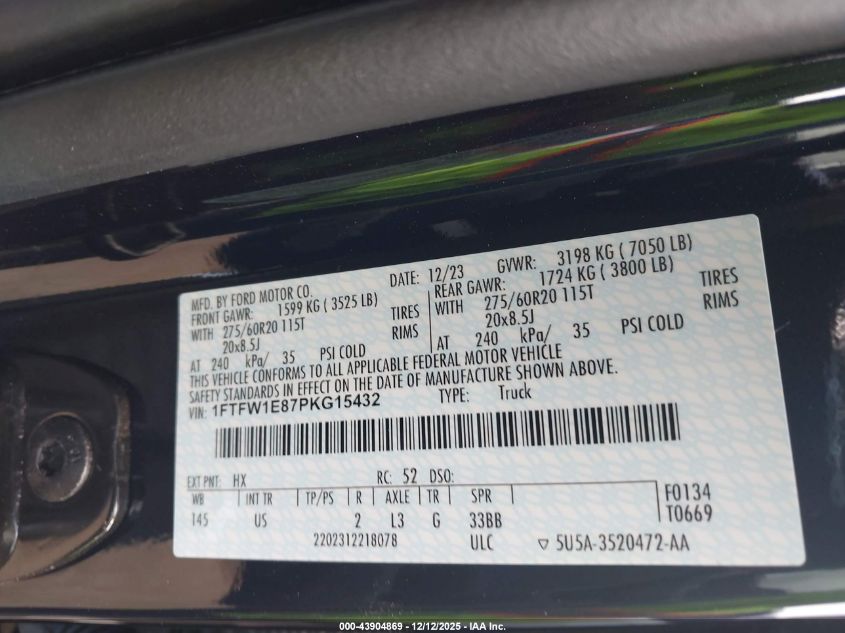 MFD. BY FORD MOTOR CO. DATE: 12/23 GVWR: 3198 KG ( 7050 LB)
FRONT GAWR: 1599 KG ( 3525 LB) REAR GAWR: 1724 KG ( 3800 LB)
WITH 275/60R20 115T TIRES WITH 275/60R20 115T TIRES
20x8.5J RIMS 20x8.5J RIMS
AT 240 kPa/ 35 PSI COLD AT 240 kPa/ 35 PSI COLD
THIS VEHICLE CONFORMS TO ALL APPLICABLE FEDERAL MOTOR VEHICLE
SAFETY STANDARDS IN EFFECT ON THE DATE OF MANUFACTURE SHOWN ABOVE.
VIN: 1FTFW1E87PKG15432 TYPE: Truck
EXT PNT: HX RC: 52 DSO:
WB INT TR TP/PS R AXLE TR SPR F0134
145 US 2 L3 G 33BB T0669
2202312218078 ULC ▽ 5U5A-3520472-AA
000-43904869 • 12/12/2025 - IAA Inc.